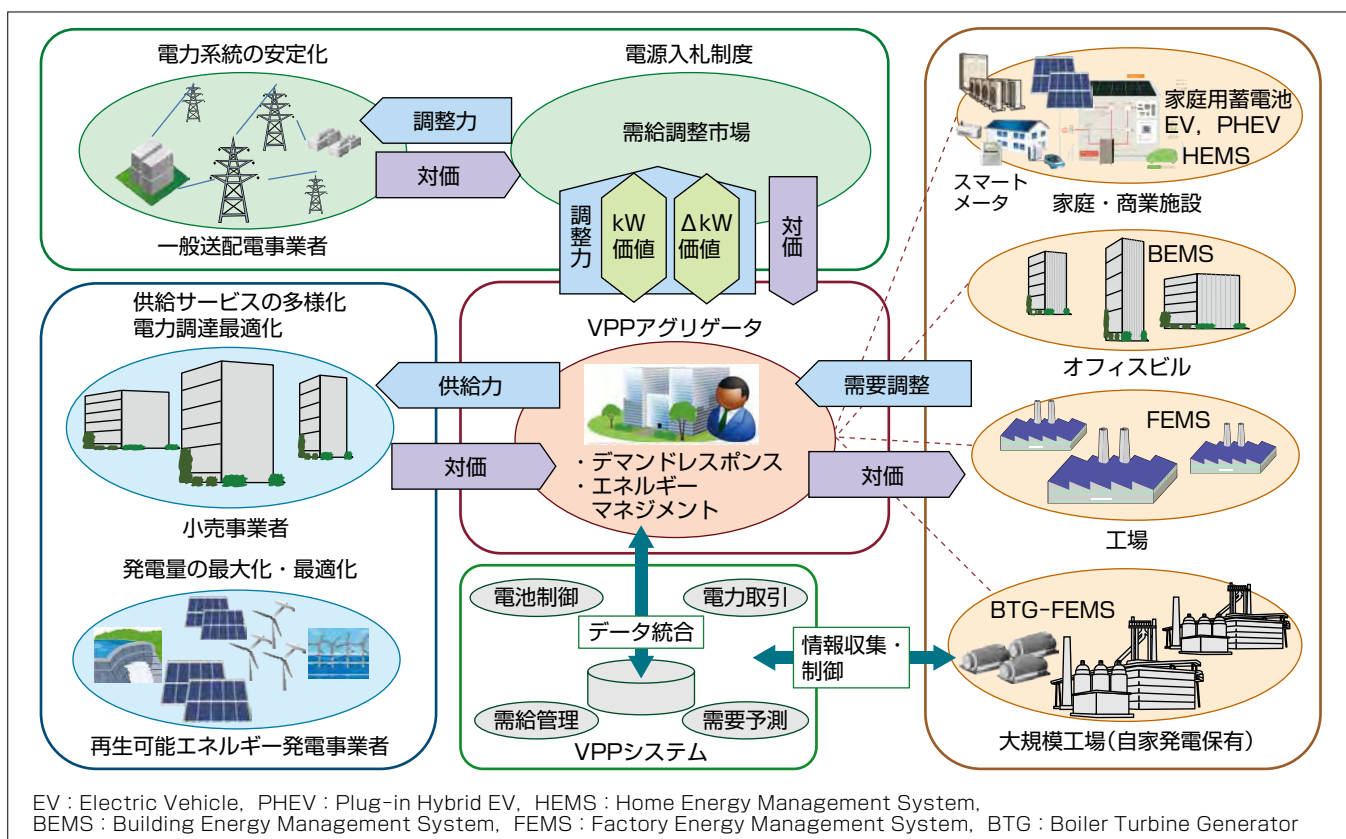 電力系統の安定化
調整力
対価
一般送配電事業者
電源入札制度
需給調整市場
調整力
kW
価値
ΔkW
価値
対価
供給サービスの多様化
電力調達最適化
小売事業者
発電量の最大化・最適化
再生可能エネルギー発電事業者
供給力
対価
VPPアグリゲータ
・デマンドレスポンス
・エネルギー
マネジメント
需要調整
対価
電池制御
電力取引
データ統合
需給管理
需要予測
VPPシステム
情報収集・
制御
家庭用蓄電池
EV, PHEV
HEMS
スマート
メータ
家庭・商業施設
BEMS
オフィスビル
FEMS
工場
BTG-FEMS
大規模工場(自家発電保有)
EV:Electric Vehicle, PHEV:Plug-in Hybrid EV, HEMS:Home Energy Management System,
BEMS:Building Energy Management System, FEMS:Factory Energy Management System, BTG:Boiler Turbine Generator